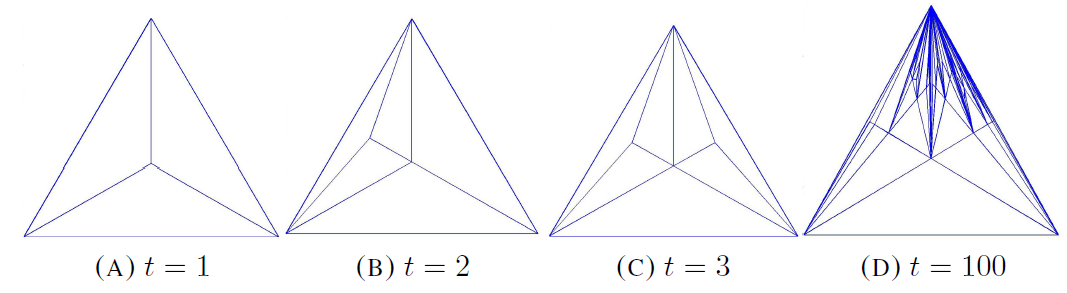 (A) t = 1
(B) t = 2
(C) t = 3
(D) t = 100